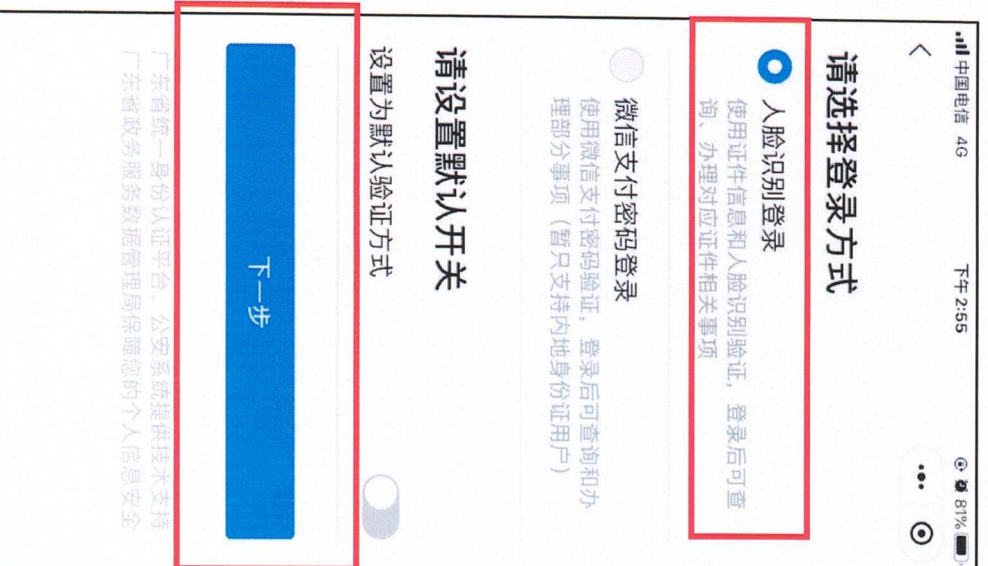 中国电信 4G 下午 2:55 81%
请选择登录方式
人脸识别登录
使用证件信息和人脸识别验证，登录后可查
询、办理对应证件相关事项
微信支付密码登录
使用微信支付密码验证，登录后可查询和办
理部分事项（暂只支持内地身份证用户）
请设置默认开关
设置为默认验证方式
下一步
广东省统一身份认证平台、公安系统提供技术支持
广东省政务服务数据管理局保障您的个人信息安全